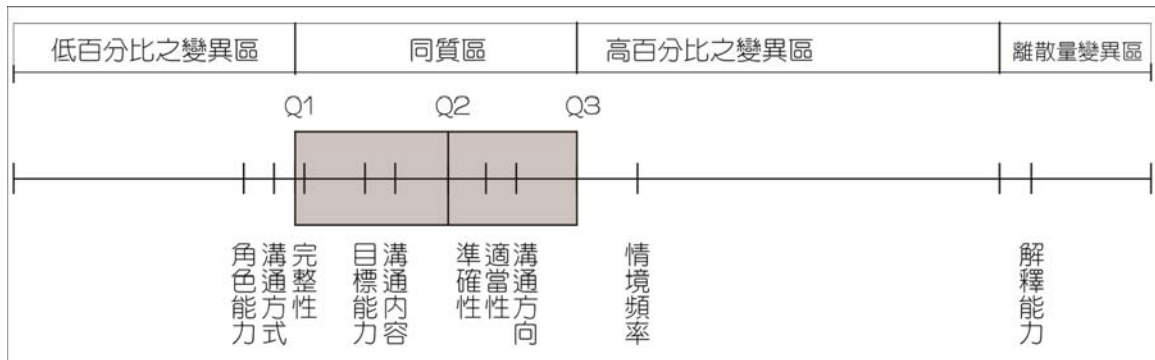 低百分比之變異區
同質區
高百分比之變異區
離散量變異區
Q1
Q2
Q3
角色能力
溝通方式
完整性
目標能力
溝通內容
準確性
適當性
溝通方向
情境頻率
解釋能力